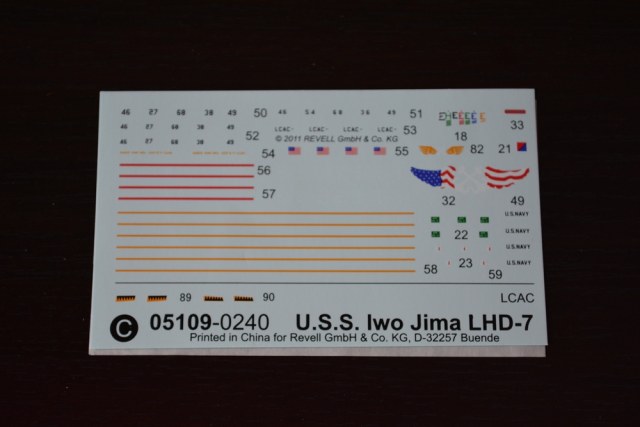 46 27 68 38 49 50 46 54 68 36 49 51
46 27 68 38 49 52 LCAC- LCAC- LCAC- LCAC- 53
© 2011 REVELL GmbH & Co. KG
46 27 68 38 49
54 55 18 82 21 33
56
57
32 49
U.S.NAVY
22 U.S.NAVY
U.S.NAVY
58 23 59 U.S.NAVY
89 90 LCAC
C 05109-0240 U.S.S. Iwo Jima LHD-7
Printed in China for Revell GmbH & Co. KG, D-32257 Buende